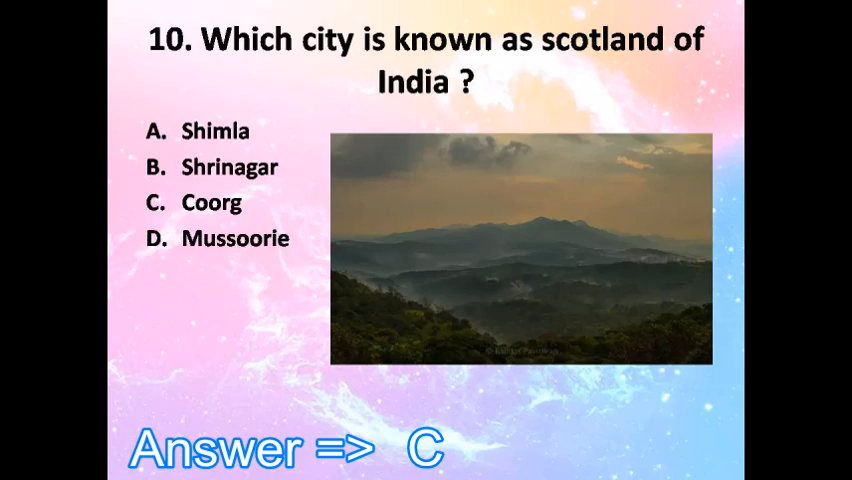 10. Which city is known as scotland of
India ?
A. Shimla
B. Shrinagar
C. Coorg
D. Mussoorie
Answer => C